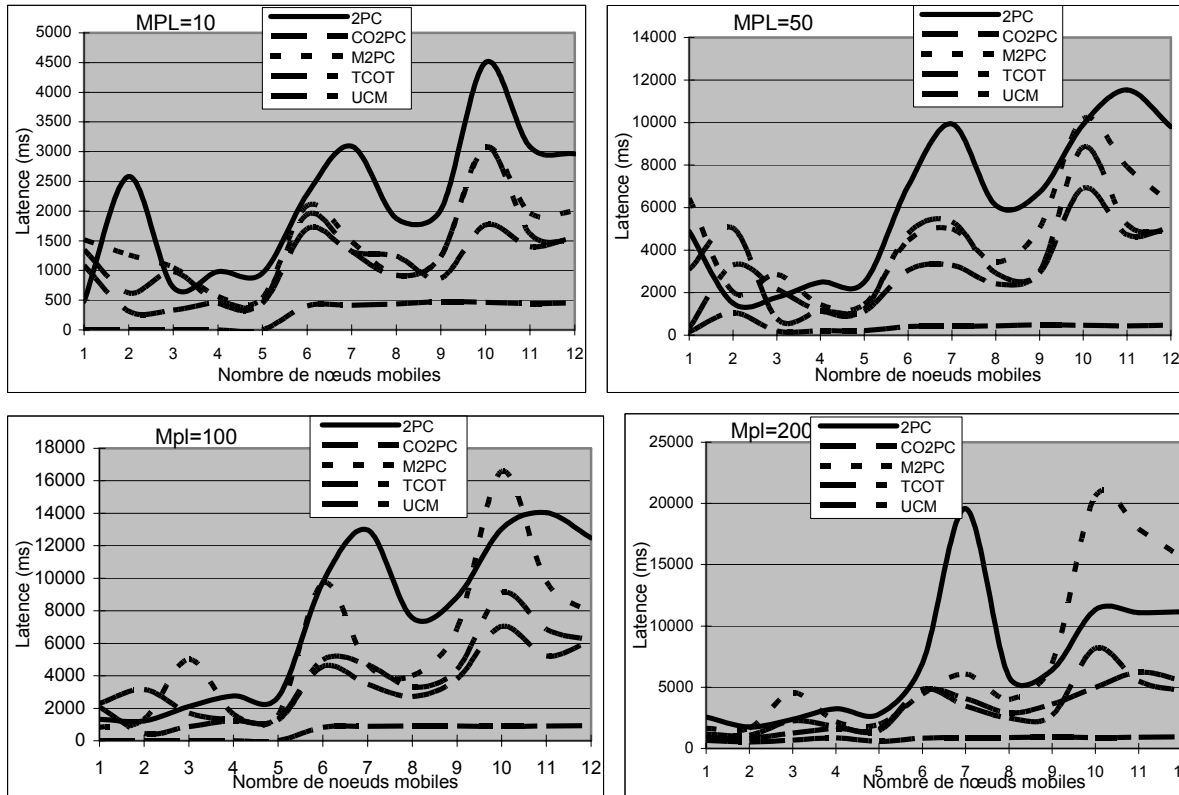 MPL=10
2PC
CO2PC
M2PC
TCOT
UCM
Latence (ms)
5000
4500
4000
3500
3000
2500
2000
1500
1000
500
0
1 2 3 4 5 6 7 8 9 10 11 12
Nombre de nœuds mobiles
MPL=50
2PC
CO2PC
M2PC
TCOT
UCM
Latence (ms)
14000
12000
10000
8000
6000
4000
2000
0
1 2 3 4 5 6 7 8 9 10 11 12
Nombre de noeuds mobiles
Mpl=100
2PC
CO2PC
M2PC
TCOT
UCM
Latence (ms)
18000
16000
14000
12000
10000
8000
6000
4000
2000
0
1 2 3 4 5 6 7 8 9 10 11 12
Nombre de noeuds mobiles
Mpl=200
2PC
CO2PC
M2PC
TCOT
UCM
Latence (ms)
25000
20000
15000
10000
5000
0
1 2 3 4 5 6 7 8 9 10 11 1
Nombre de noeuds mobiles